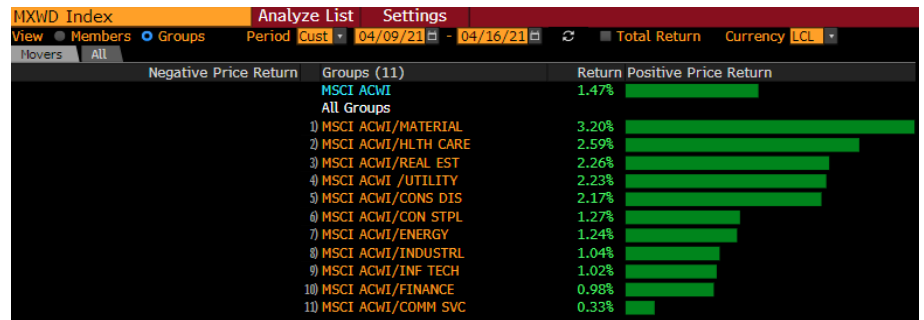 MXWD Index Analyze List Settings
View Members Groups Period Cust 04/09/21 - 04/16/21 Total Return Currency LCL
Movers All
Negative Price Return Groups (11) Return Positive Price Return
MSCI ACWI 1.47%
All Groups
1) MSCI ACWI/MATERIAL 3.20%
2) MSCI ACWI/HLTH CARE 2.59%
3) MSCI ACWI/REAL EST 2.26%
4) MSCI ACWI /UTILITY 2.23%
5) MSCI ACWI/CONS DIS 2.17%
6) MSCI ACWI/CON STPL 1.27%
7) MSCI ACWI/ENERGY 1.24%
8) MSCI ACWI/INDUSTRL 1.04%
9) MSCI ACWI/INF TECH 1.02%
10) MSCI ACWI/FINANCE 0.98%
11) MSCI ACWI/COMM SVC 0.33%